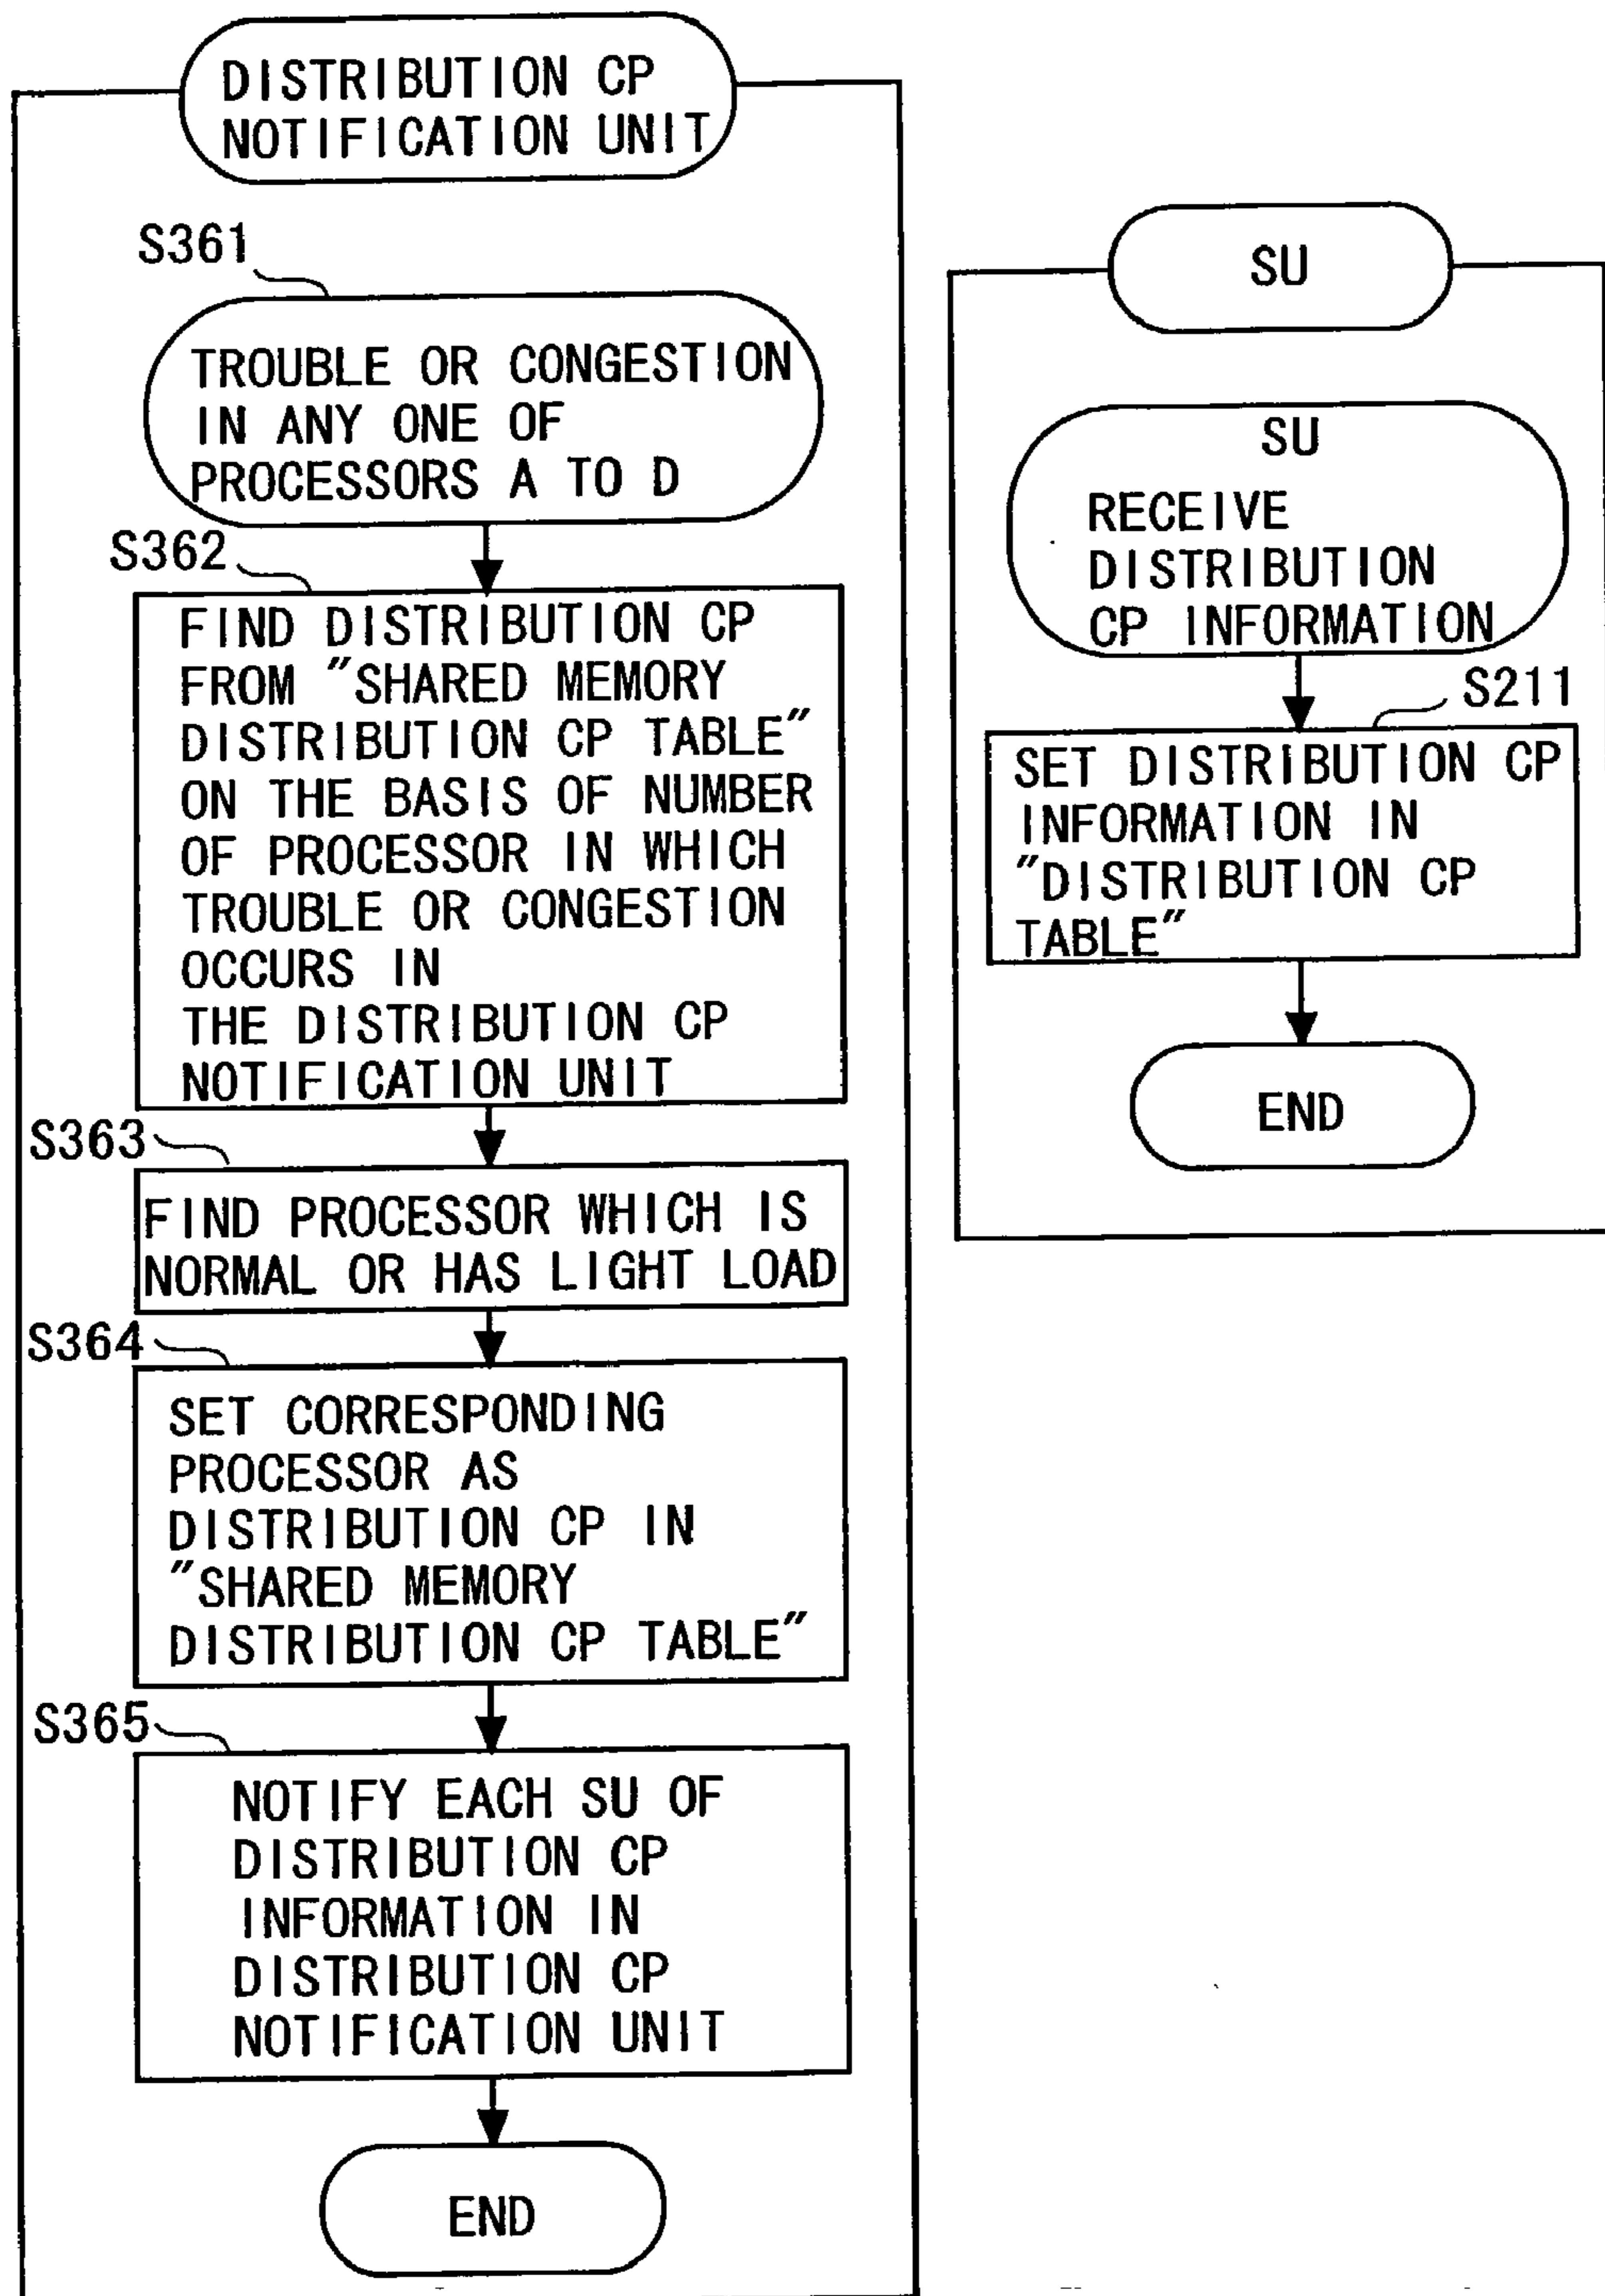 DISTRIBUTION CP
NOTIFICATION UNIT
S361
TROUBLE OR CONGESTION
IN ANY ONE OF
PROCESSORS A TO D
S362
FIND DISTRIBUTION CP
FROM "SHARED MEMORY
DISTRIBUTION CP TABLE"
ON THE BASIS OF NUMBER
OF PROCESSOR IN WHICH
TROUBLE OR CONGESTION
OCCURS IN
THE DISTRIBUTION CP
NOTIFICATION UNIT
S363
FIND PROCESSOR WHICH IS
NORMAL OR HAS LIGHT LOAD
S364
SET CORRESPONDING
PROCESSOR AS
DISTRIBUTION CP IN
"SHARED MEMORY
DISTRIBUTION CP TABLE"
S365
NOTIFY EACH SU OF
DISTRIBUTION CP
INFORMATION IN
DISTRIBUTION CP
NOTIFICATION UNIT
END
SU
SU
RECEIVE
DISTRIBUTION
CP INFORMATION
S211
SET DISTRIBUTION CP
INFORMATION IN
"DISTRIBUTION CP
TABLE"
END